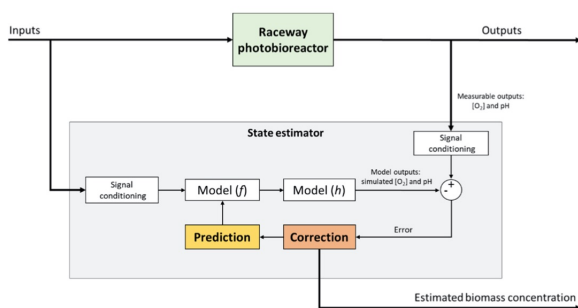 Inputs
Raceway
photobioreactor
Outputs
Measurable outputs:
[O₂] and pH
State estimator
Signal
conditioning
Signal
conditioning
Model (f)
Model (h)
Model outputs:
simulated [O₂] and pH
+
-
Prediction
Correction
Error
Estimated biomass concentration